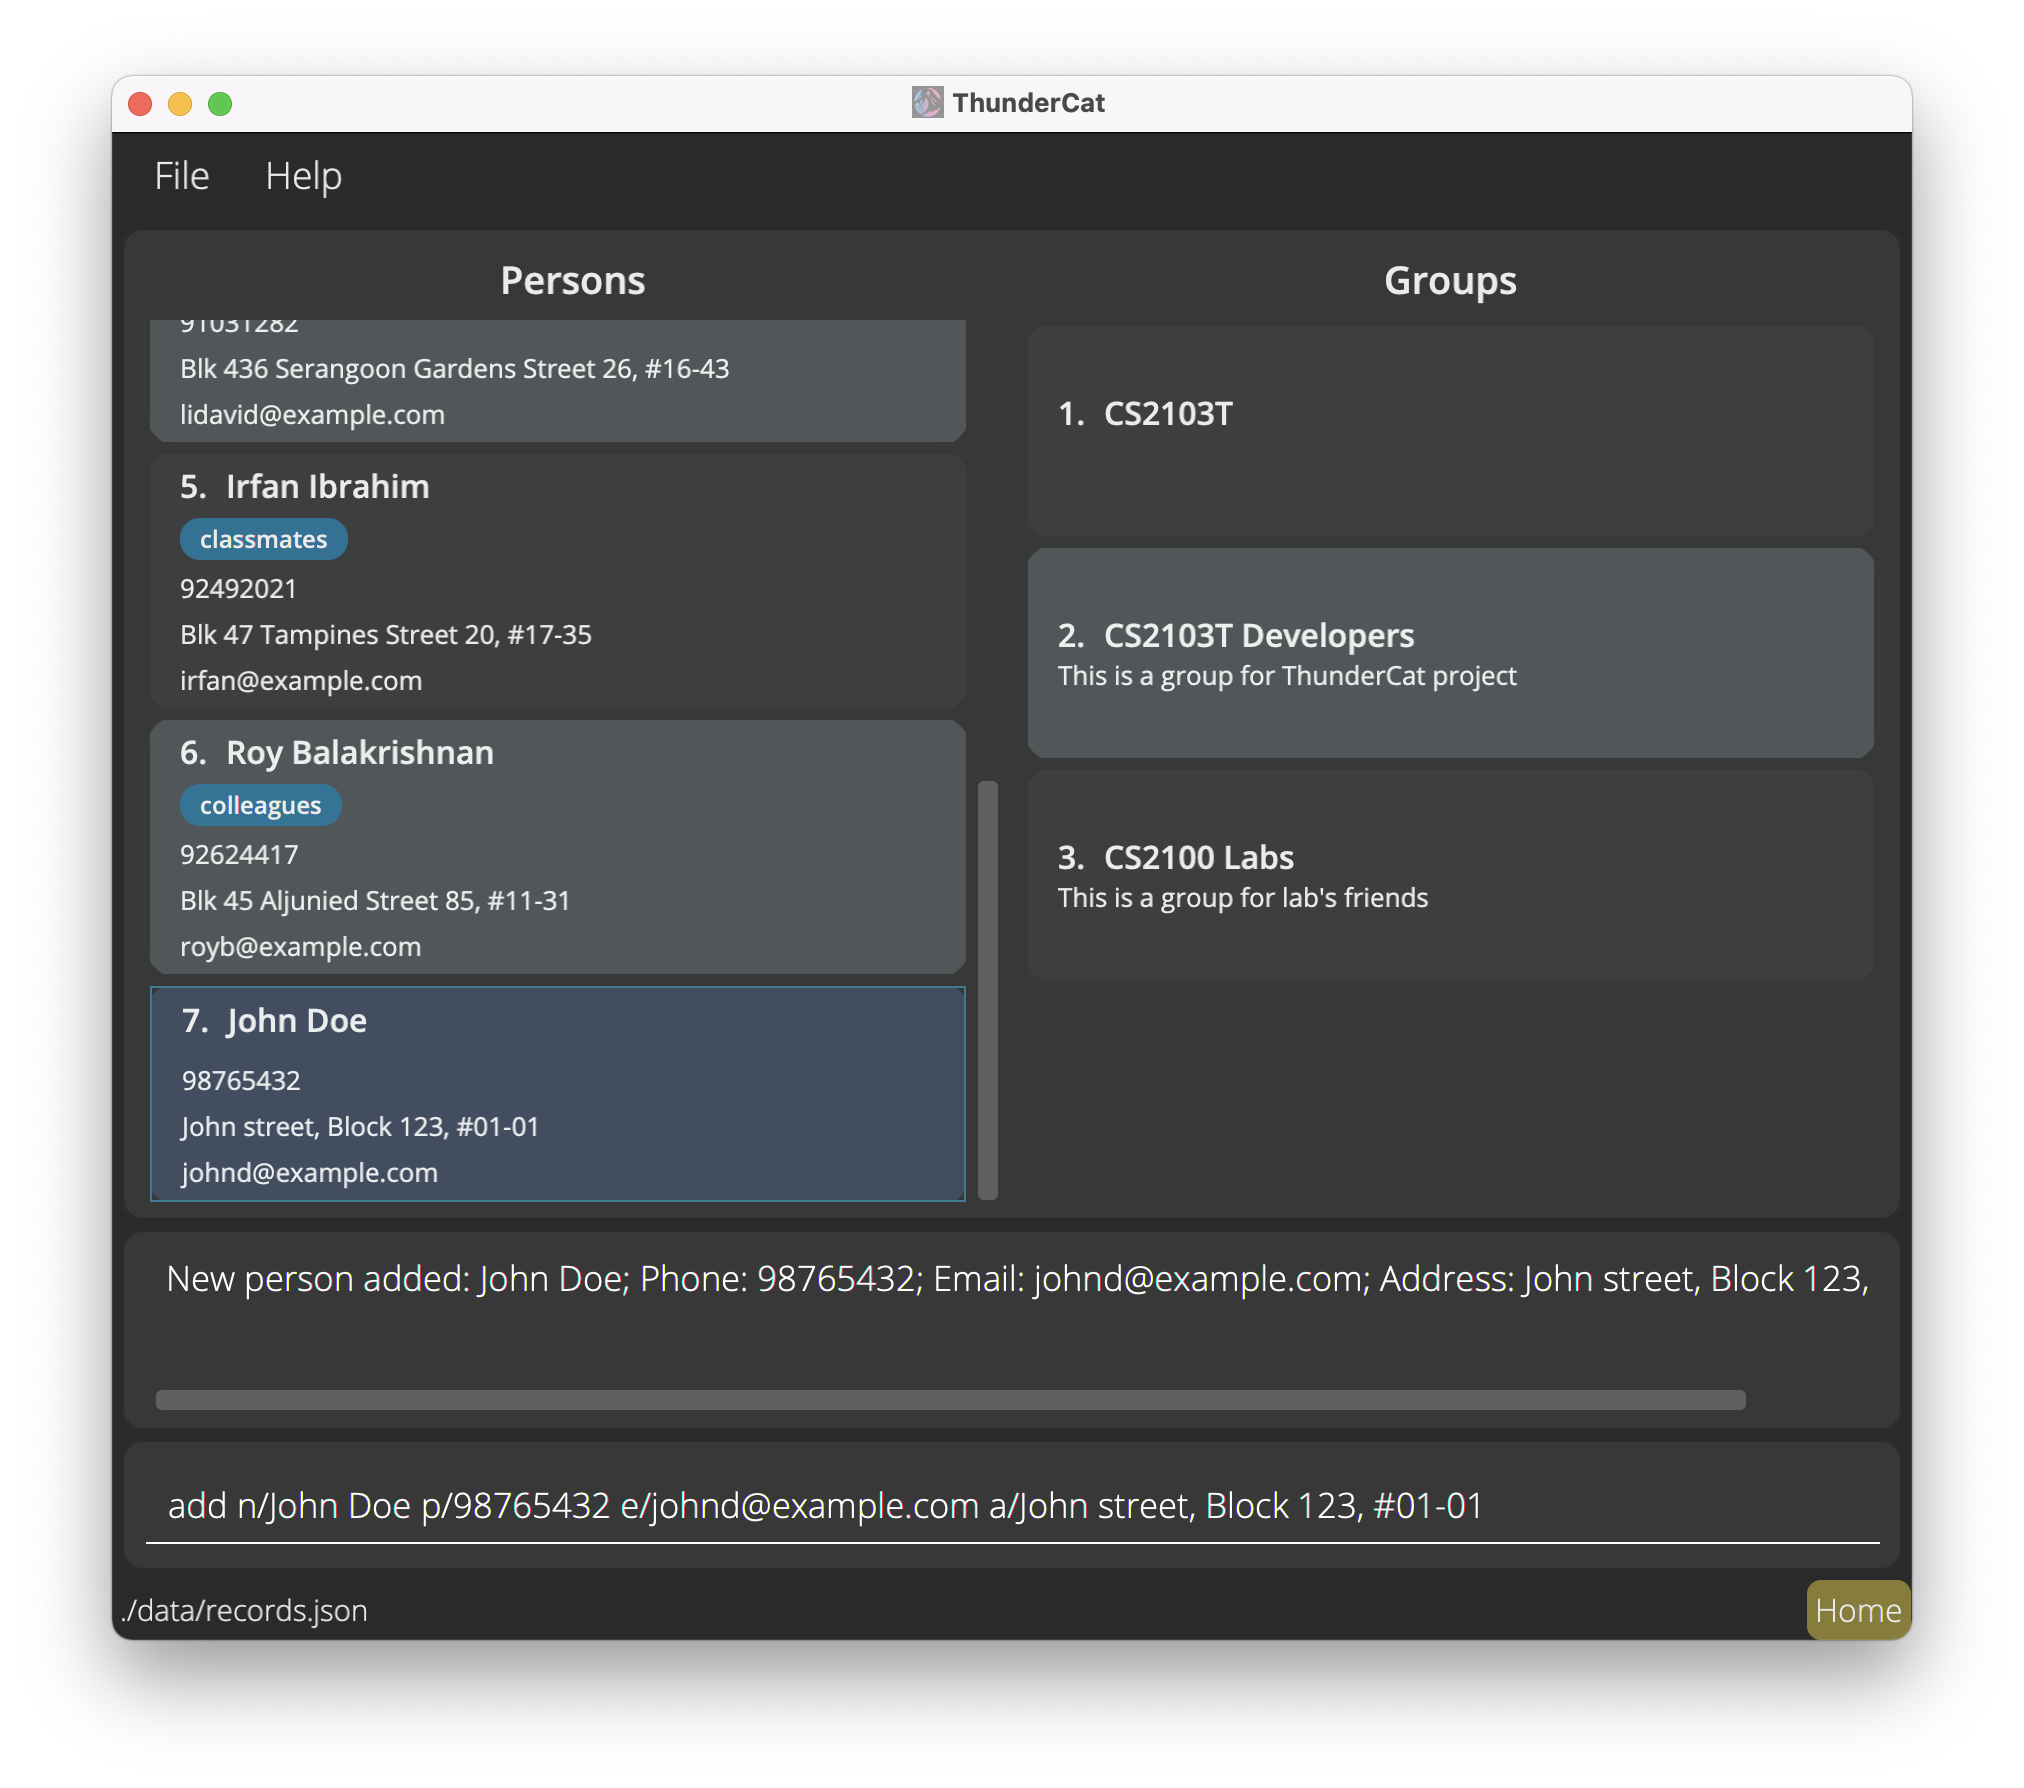 ThunderCat
File Help
Persons
91031282
Blk 436 Serangoon Gardens Street 26, #16-43
lidavid@example.com
5. Irfan Ibrahim
classmates
92492021
Blk 47 Tampines Street 20, #17-35
irfan@example.com
6. Roy Balakrishnan
colleagues
92624417
Blk 45 Aljunied Street 85, #11-31
royb@example.com
7. John Doe
98765432
John street, Block 123, #01-01
johnd@example.com
Groups
1. CS2103T
2. CS2103T Developers
This is a group for ThunderCat project
3. CS2100 Labs
This is a group for lab's friends
New person added: John Doe; Phone: 98765432; Email: johnd@example.com; Address: John street, Block 123,
add n/John Doe p/98765432 e/johnd@example.com a/John street, Block 123, #01-01
./data/records.json
Home